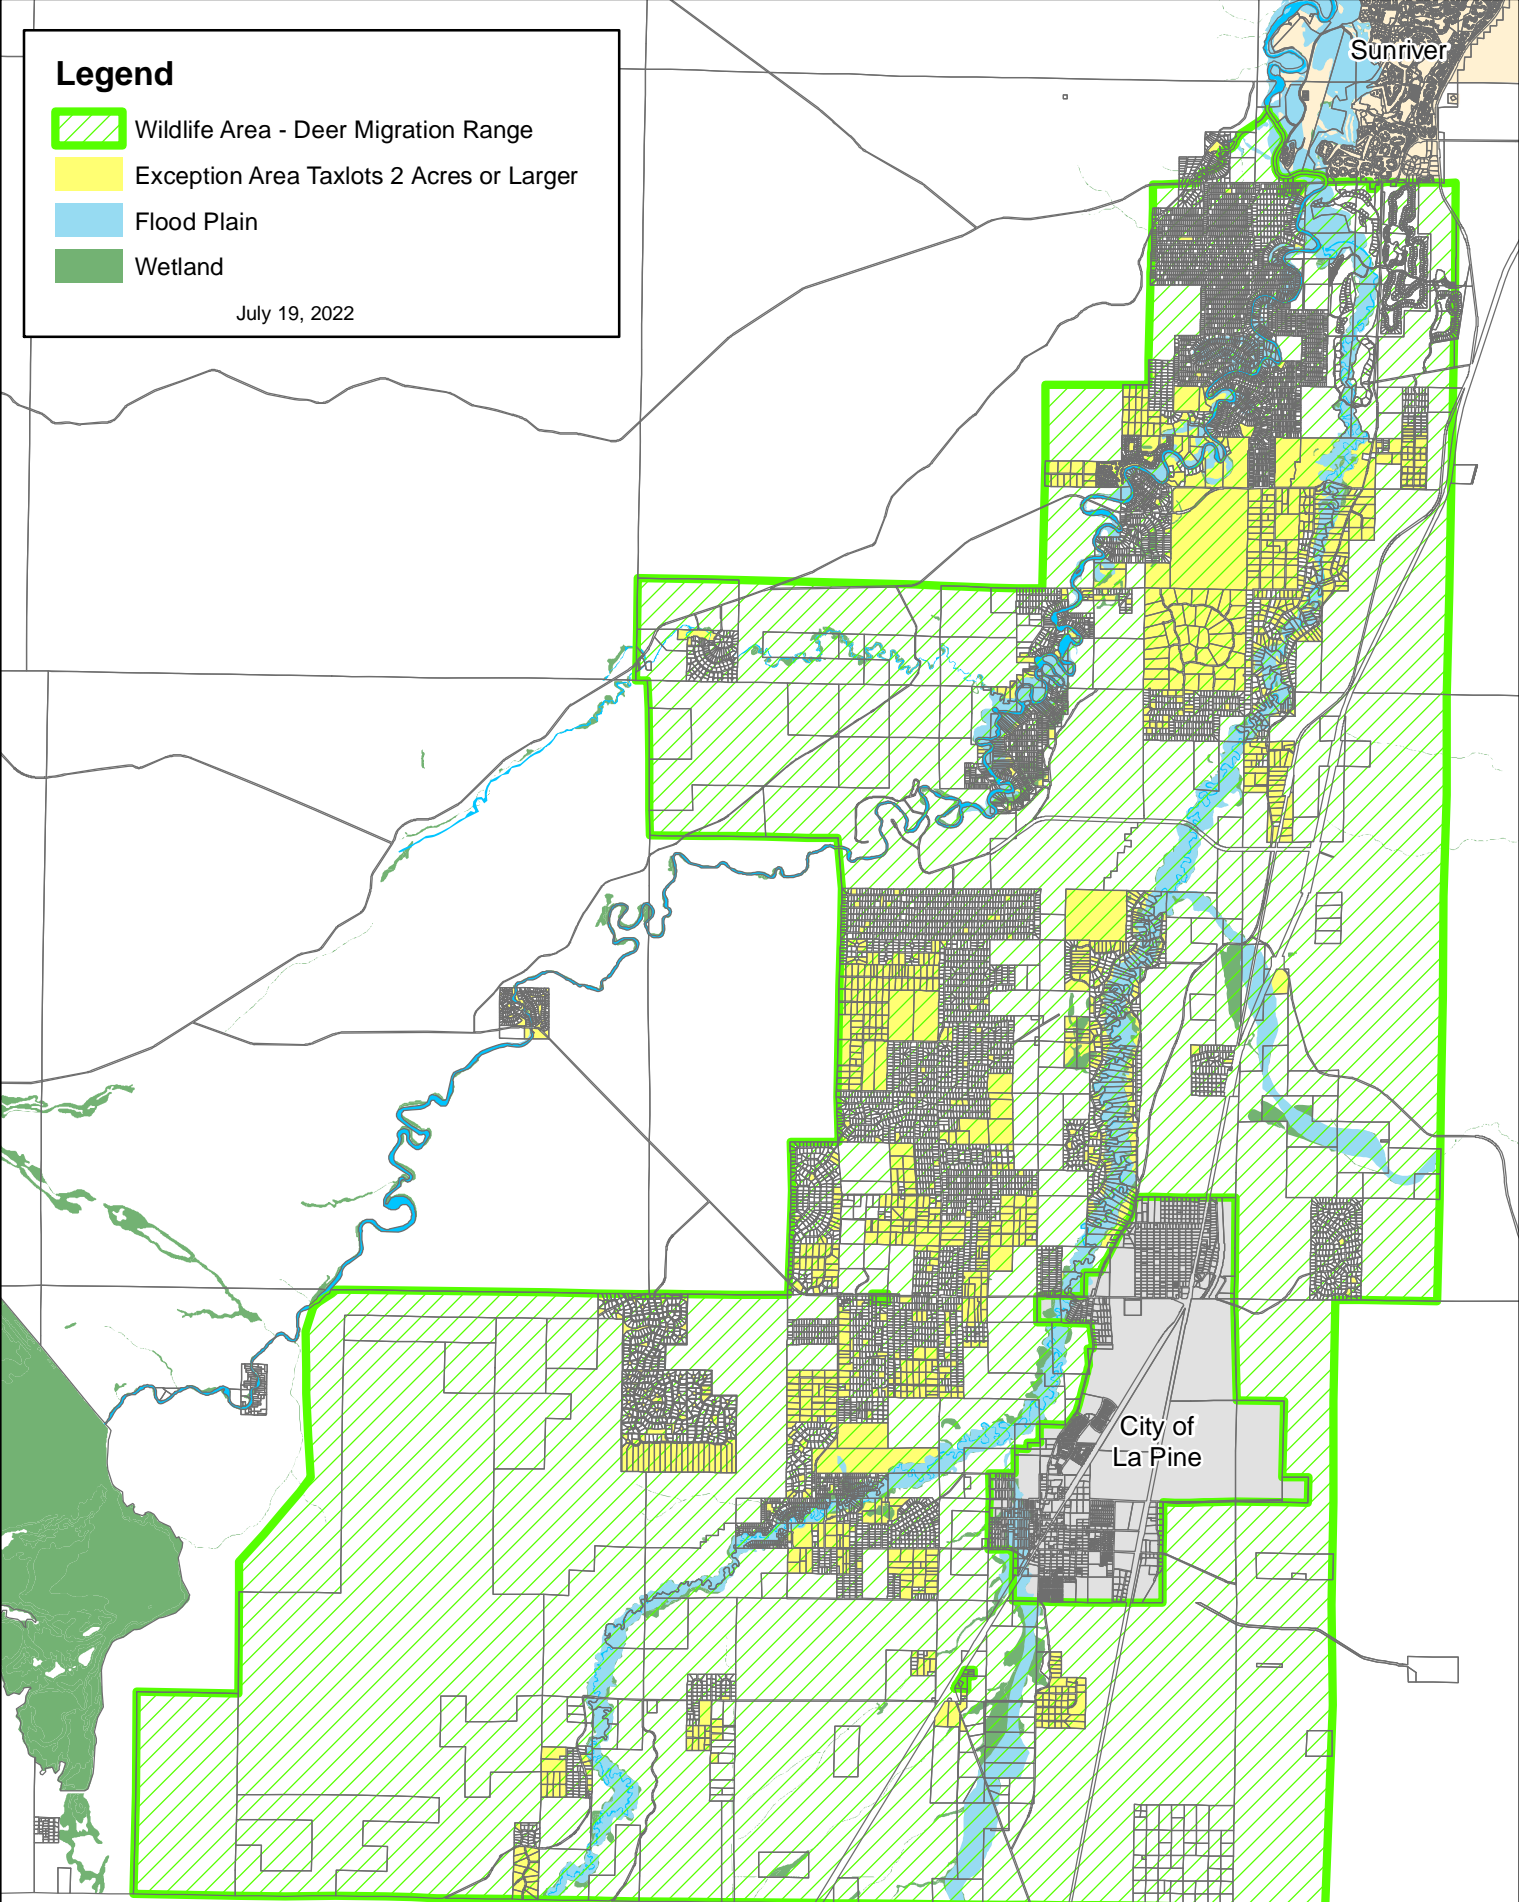 Legend
Wildlife Area - Deer Migration Range
Exception Area Taxlots 2 Acres or Larger
Flood Plain
Wetland
July 19, 2022
Sunriver
City of
La Pine